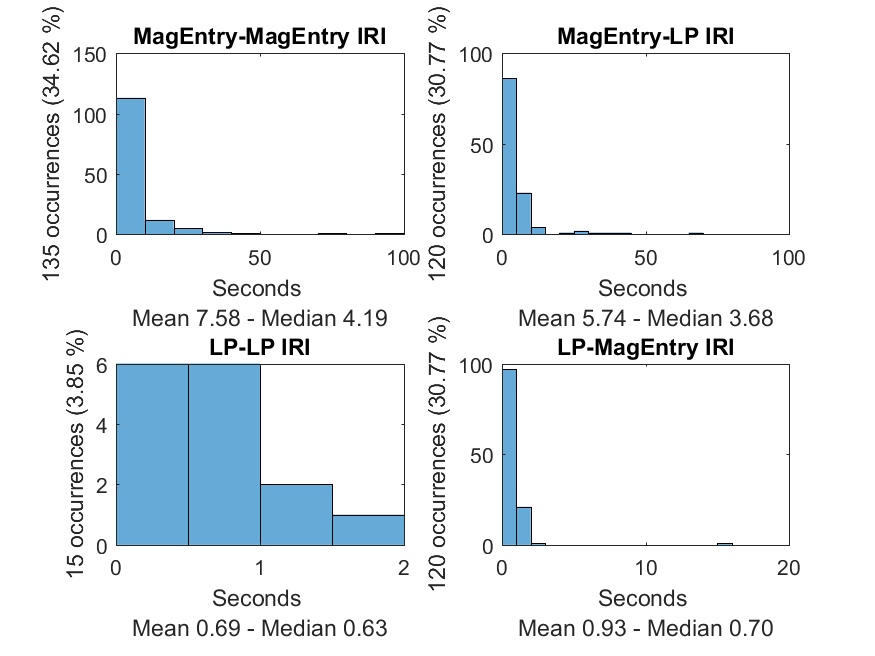 MagEntry-MagEntry IRI
135 occurrences (34.62 %)
150
100
50
0
0 50 100
Seconds
Mean 7.58 - Median 4.19
MagEntry-LP IRI
120 occurrences (30.77 %)
100
50
0
0 50 100
Seconds
Mean 5.74 - Median 3.68
LP-LP IRI
15 occurrences (3.85 %)
6
4
2
0
0 1 2
Seconds
Mean 0.69 - Median 0.63
LP-MagEntry IRI
120 occurrences (30.77 %)
100
50
0
0 10 20
Seconds
Mean 0.93 - Median 0.70